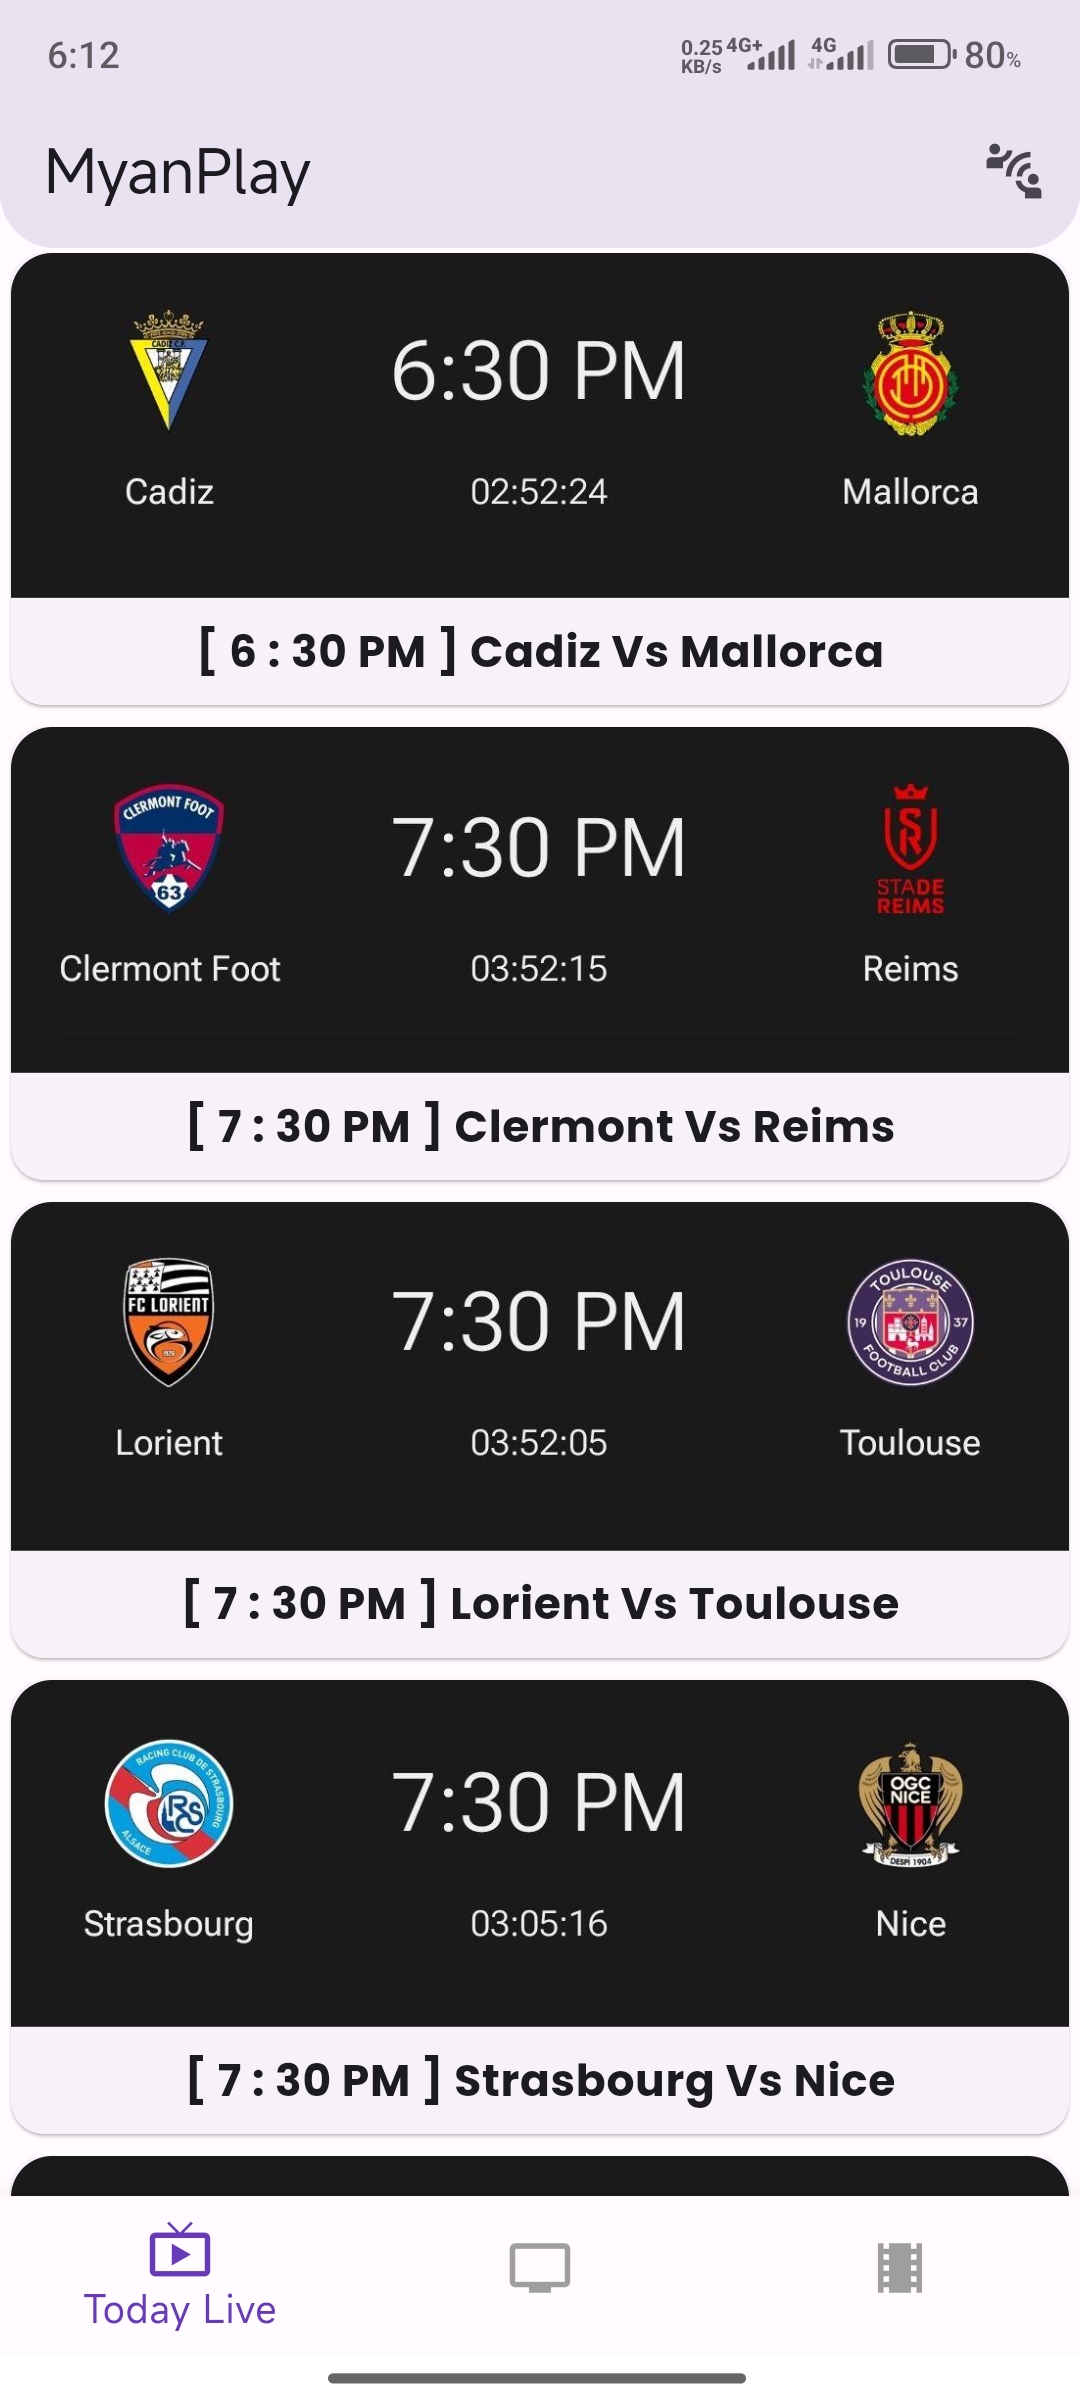 6:12
0.25 KB/s 4G+ 4G 80%
MyanPlay
CADIZ C.F.
6:30 PM
Cadiz 02:52:24 Mallorca
[ 6 : 30 PM ] Cadiz Vs Mallorca
CLERMONT FOOT
63
7:30 PM
SR
STADE
REIMS
Clermont Foot 03:52:15 Reims
[ 7 : 30 PM ] Clermont Vs Reims
FC LORIENT
1926
7:30 PM
TOULOUSE
19 37
FOOTBALL CLUB
Lorient 03:52:05 Toulouse
[ 7 : 30 PM ] Lorient Vs Toulouse
RACING CLUB DE STRASBOURG
RCS
ALSACE
7:30 PM
OGC
NICE
DESPI 1904
Strasbourg 03:05:16 Nice
[ 7 : 30 PM ] Strasbourg Vs Nice
Today Live